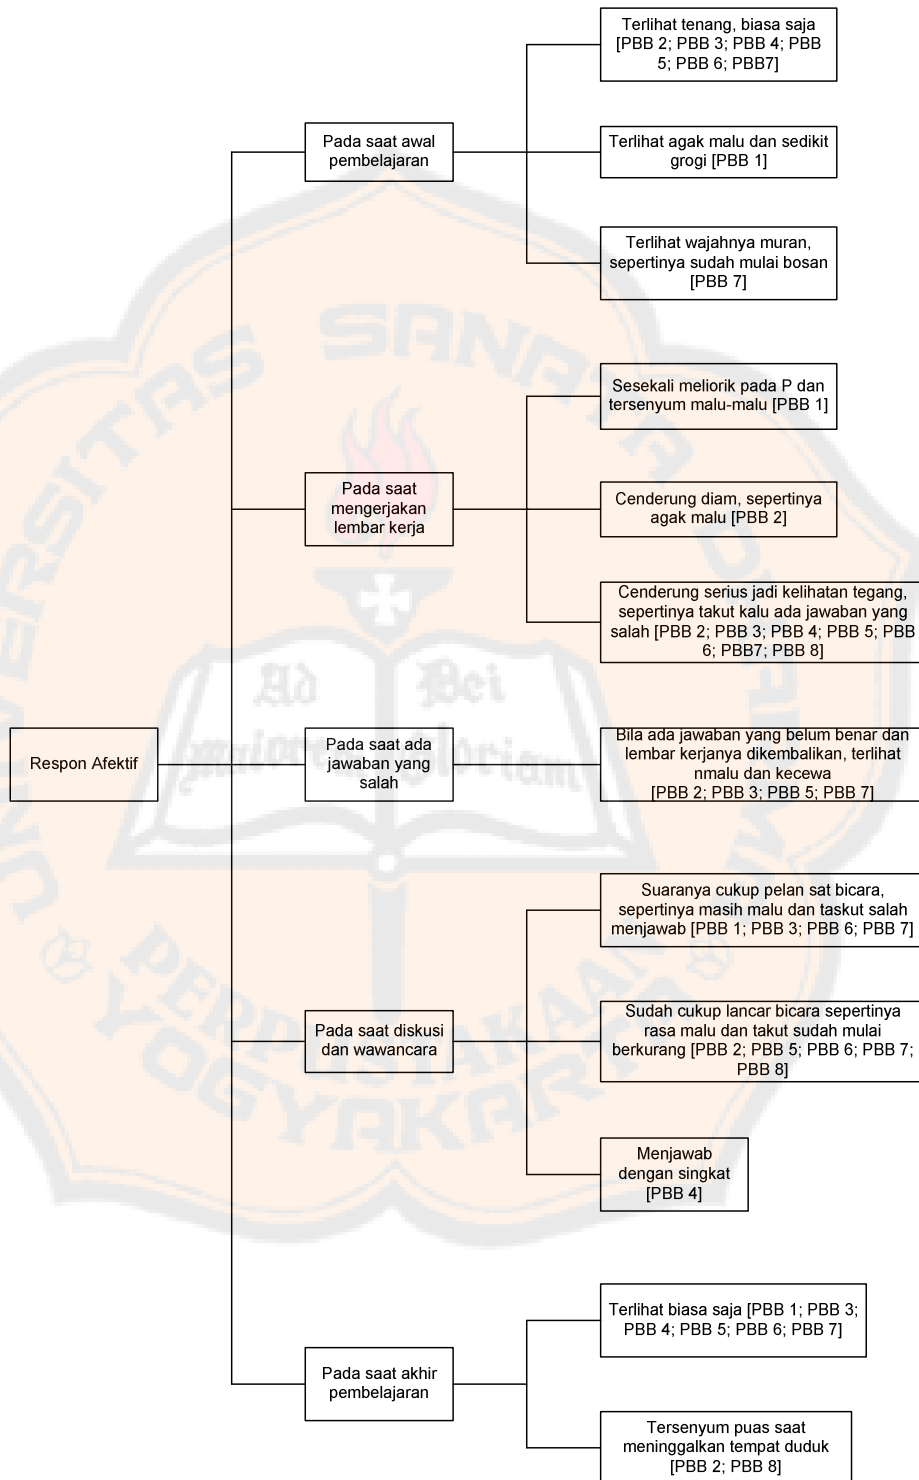 Terlihat tenang, biasa saja
[PBB 2; PBB 3; PBB 4; PBB
5; PBB 6; PBB7]
Pada saat awal
pembelajaran
Terlihat agak malu dan sedikit
grogi [PBB 1]
Terlihat wajahnya muran,
sepertinya sudah mulai bosan
[PBB 7]
Sesekali meliorik pada P dan
tersenyum malu-malu [PBB 1]
Pada saat
mengerjakan
lembar kerja
Cenderung diam, sepertinya
agak malu [PBB 2]
Cenderung serius jadi kelihatan tegang,
sepertinya takut kalu ada jawaban yang
salah [PBB 2; PBB 3; PBB 4; PBB 5; PBB
6; PBB7; PBB 8]
Respon Afektif
Pada saat ada
jawaban yang
salah
Bila ada jawaban yang belum benar dan
lembar kerjanya dikembalikan, terlihat
nmalu dan kecewa
[PBB 2; PBB 3; PBB 5; PBB 7]
Suaranya cukup pelan sat bicara,
sepertinya masih malu dan taskut salah
menjawab [PBB 1; PBB 3; PBB 6; PBB 7]
Pada saat diskusi
dan wawancara
Sudah cukup lancar bicara sepertinya
rasa malu dan takut sudah mulai
berkurang [PBB 2; PBB 5; PBB 6; PBB 7;
PBB 8]
Menjawab
dengan singkat
[PBB 4]
Terlihat biasa saja [PBB 1; PBB 3;
PBB 4; PBB 5; PBB 6; PBB 7]
Pada saat akhir
pembelajaran
Tersenyum puas saat
meninggalkan tempat duduk
[PBB 2; PBB 8]
UNIVERSITAS SANATA DHARMA
Ad Dei
maiorem gloriam
PERPUSTAKAAN
YOGYAKARTA